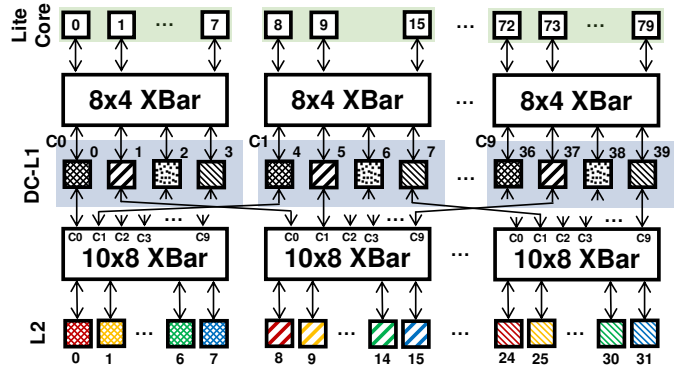 Lite Core
0 1 ... 7 8 9 15 ... 72 73 ... 79
8x4 XBar 8x4 XBar ... 8x4 XBar
C0 C1 C9
DC-L1
0 1 2 3 4 5 6 7 36 37 38 39
... ... ...
C0 C1 C2 C3 C9 C0 C1 C2 C3 C9 C0 C1 C2 C3 C9
10x8 XBar 10x8 XBar ... 10x8 XBar
L2
... ... ... ...
0 1 6 7 8 9 14 15 24 25 30 31